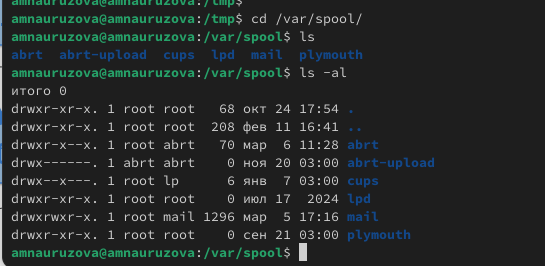 amnauruzova@amnauruzova:/tmp$
amnauruzova@amnauruzova:/tmp$ cd /var/spool/
amnauruzova@amnauruzova:/var/spool$ ls
abrt  abrt-upload  cups  lpd  mail  plymouth
amnauruzova@amnauruzova:/var/spool$ ls -al
итого 0
drwxr-xr-x. 1 root root   68 окт 24 17:54 .
drwxr-xr-x. 1 root root  208 фев 11 16:41 ..
drwxr-x--x. 1 root abrt   70 мар  6 11:28 abrt
drwx------. 1 abrt abrt    0 ноя 20 03:00 abrt-upload
drwx--x---. 1 root lp      6 янв  7 03:00 cups
drwxr-xr-x. 1 root root    0 июл 17  2024 lpd
drwxrwxr-x. 1 root mail 1296 мар  5 17:16 mail
drwxr-xr-x. 1 root root    0 сен 21 03:00 plymouth
amnauruzova@amnauruzova:/var/spool$